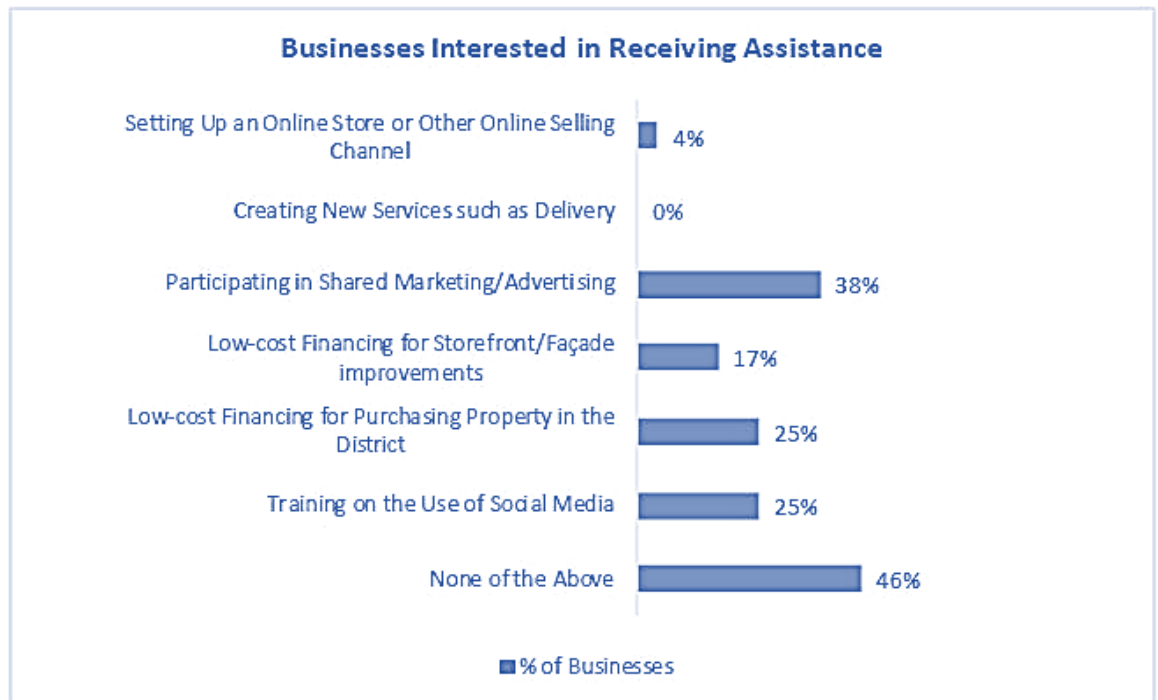 Businesses Interested in Receiving Assistance
Setting Up an Online Store or Other Online Selling
Channel
4%
Creating New Services such as Delivery
0%
Participating in Shared Marketing/Advertising
38%
Low-cost Financing for Storefront/Façade
improvements
17%
Low-cost Financing for Purchasing Property in the
District
25%
Training on the Use of Social Media
25%
None of the Above
46%
% of Businesses